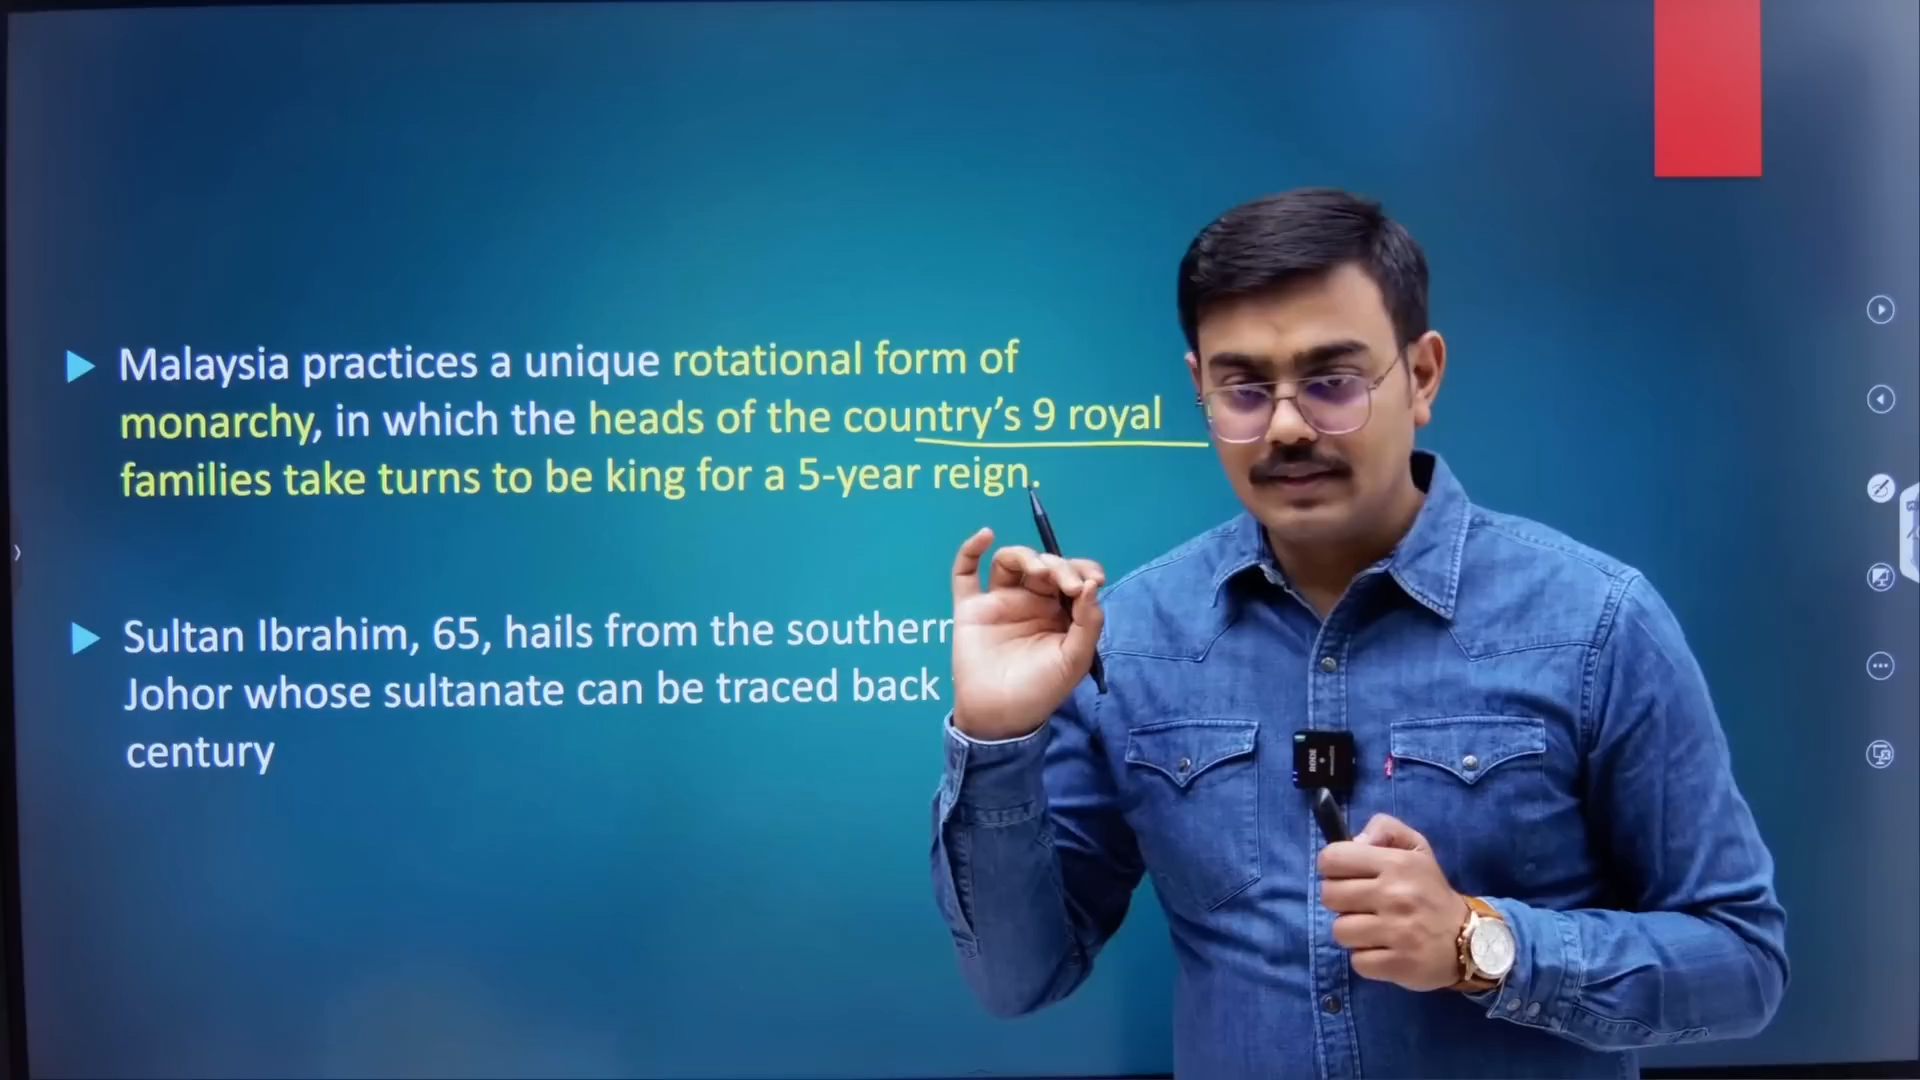 Malaysia practices a unique rotational form of
monarchy, in which the heads of the country’s 9 royal
families take turns to be king for a 5-year reign.
Sultan Ibrahim, 65, hails from the southern
Johor whose sultanate can be traced back
century
RODE